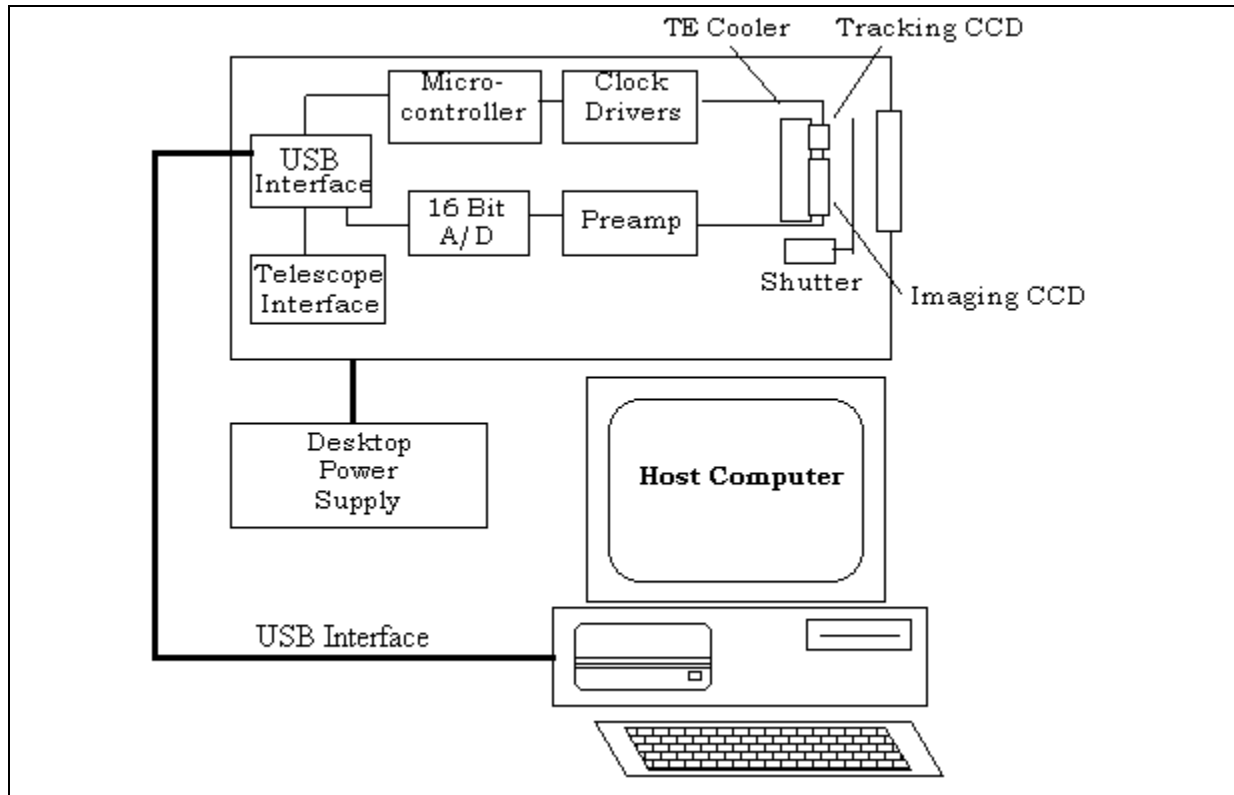 TE Cooler
Tracking CCD
Micro-
controller
Clock
Drivers
USB
Interface
16 Bit
A/D
Preamp
Telescope
Interface
Shutter
Imaging CCD
Desktop
Power
Supply
Host Computer
USB Interface